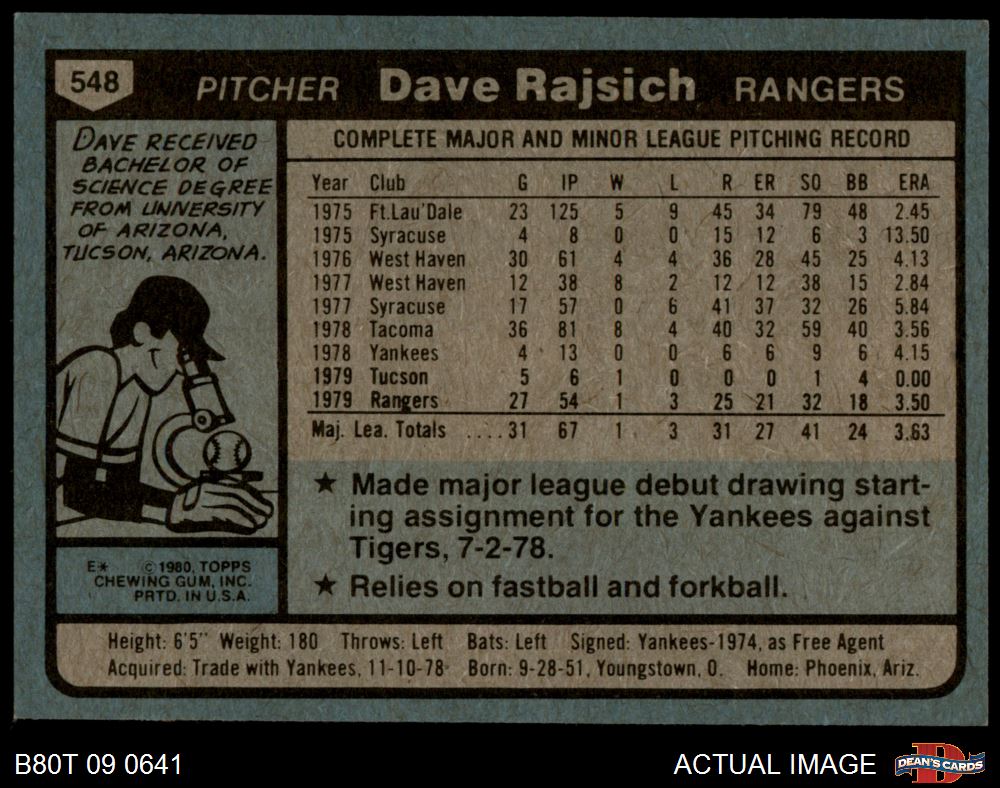 548
PITCHER Dave Rajsich RANGERS
DAVE RECEIVED
BACHELOR OF
SCIENCE DEGREE
FROM UNIVERSITY
OF ARIZONA,
TUCSON, ARIZONA.
E* © 1980, TOPPS
CHEWING GUM, INC.
PRTD. IN U.S.A.
COMPLETE MAJOR AND MINOR LEAGUE PITCHING RECORD
Year Club G IP W L R ER SO BB ERA
1975 Ft.Lau'Dale 23 125 5 9 45 34 79 48 2.45
1975 Syracuse 4 8 0 0 15 12 6 3 13.50
1976 West Haven 30 61 4 4 36 28 45 25 4.13
1977 West Haven 12 38 8 2 12 12 38 15 2.84
1977 Syracuse 17 57 0 6 41 37 32 26 5.84
1978 Tacoma 36 81 8 4 40 32 59 40 3.56
1978 Yankees 4 13 0 0 6 6 9 6 4.15
1979 Tucson 5 6 1 0 0 0 1 4 0.00
1979 Rangers 27 54 1 3 25 21 32 18 3.50
Maj. Lea. Totals ....31 67 1 3 31 27 41 24 3.63
★ Made major league debut drawing start-
ing assignment for the Yankees against
Tigers, 7-2-78.
★ Relies on fastball and forkball.
Height: 6'5" Weight: 180 Throws: Left Bats: Left Signed: Yankees-1974, as Free Agent
Acquired: Trade with Yankees, 11-10-78 Born: 9-28-51, Youngstown, O. Home: Phoenix, Ariz.
B80T 09 0641 ACTUAL IMAGE DEAN'S CARDS